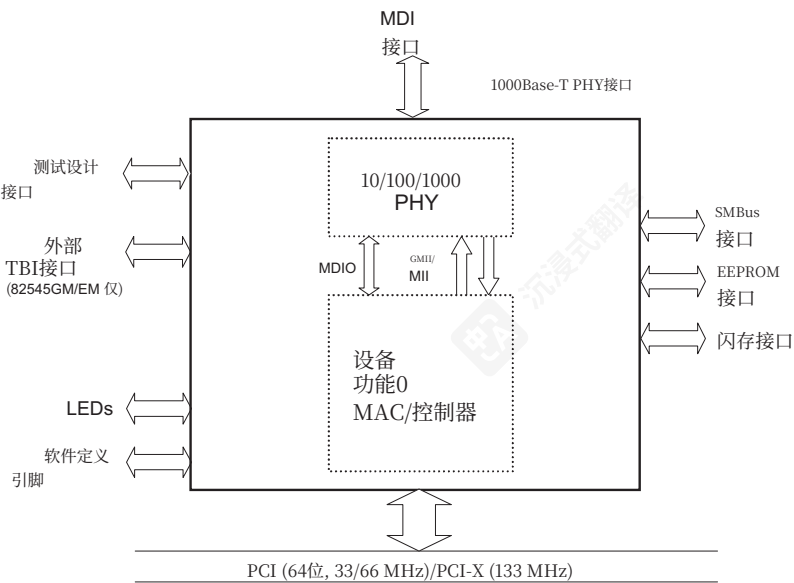 MDI
接口
1000Base-T PHY接口
测试设计
接口
10/100/1000
PHY
外部
TBI接口
(82545GM/EM 仅)
MDIO
GMII/
MII
SMBus
接口
EEPROM
接口
闪存接口
设备
功能0
MAC/控制器
LEDs
软件定义
引脚
PCI (64位, 33/66 MHz)/PCI-X (133 MHz)
沉浸式翻译